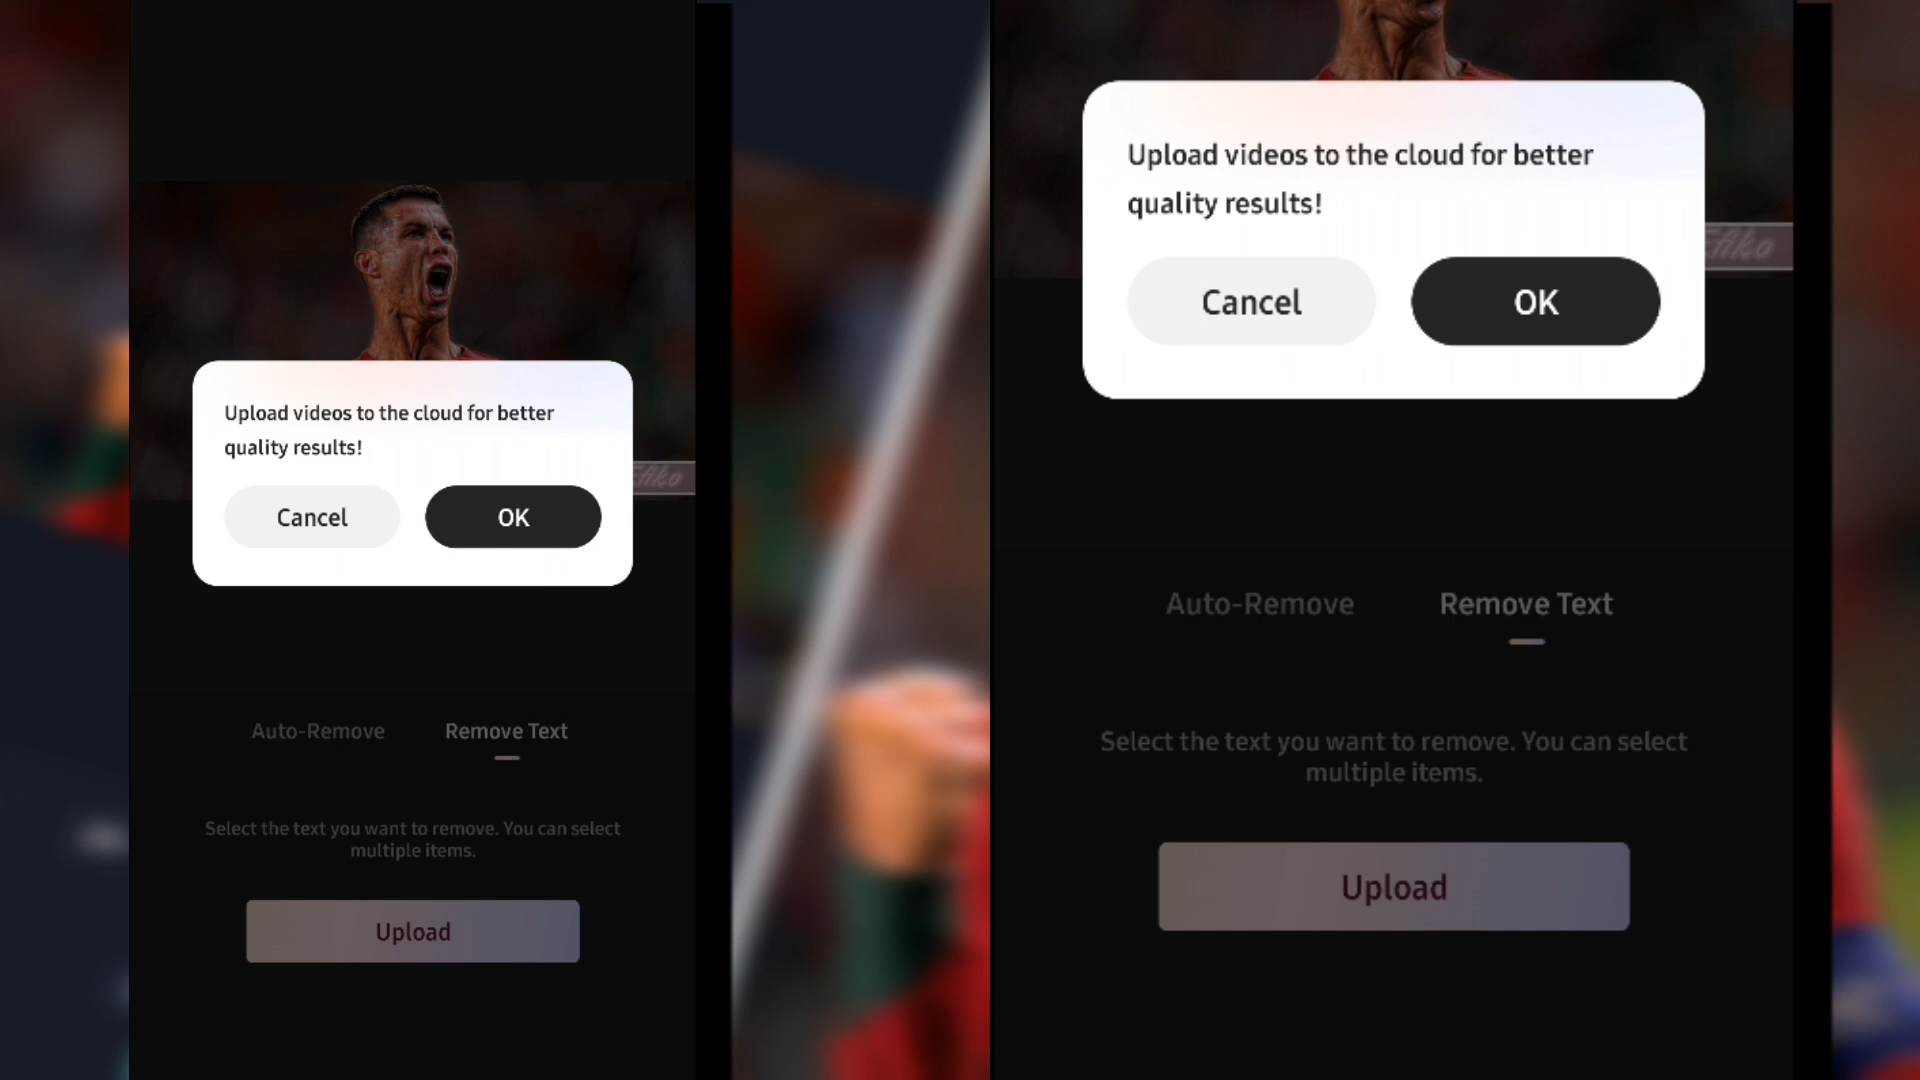 Upload videos to the cloud for better
quality results!
Cancel
OK
Auto-Remove
Remove Text
Select the text you want to remove. You can select
multiple items.
Upload
Upload videos to the cloud for better
quality results!
Efiko
Cancel
OK
Auto-Remove
Remove Text
Select the text you want to remove. You can select
multiple items.
Upload